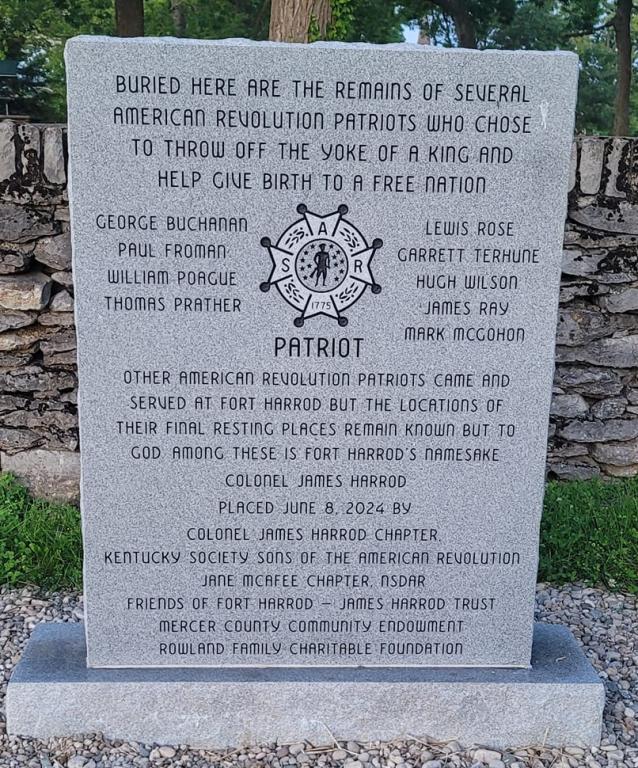 BURIED HERE ARE THE REMAINS OF SEVERAL
AMERICAN REVOLUTION PATRIOTS WHO CHOSE
TO THROW OFF THE YOKE OF A KING AND
HELP GIVE BIRTH TO A FREE NATION
GEORGE BUCHANAN
PAUL FROMAN
WILLIAM POAGUE
THOMAS PRATHER
S A R
1775
LEWIS ROSE
GARRETT TERHUNE
HUGH WILSON
JAMES RAY
MARK MCGOHON
PATRIOT
OTHER AMERICAN REVOLUTION PATRIOTS CAME AND
SERVED AT FORT HARROD BUT THE LOCATIONS OF
THEIR FINAL RESTING PLACES REMAIN KNOWN BUT TO
GOD. AMONG THESE IS FORT HARROD'S NAMESAKE
COLONEL JAMES HARROD
PLACED JUNE 8, 2024 BY
COLONEL JAMES HARROD CHAPTER,
KENTUCKY SOCIETY SONS OF THE AMERICAN REVOLUTION
JANE MCAFEE CHAPTER, NSDAR
FRIENDS OF FORT HARROD – JAMES HARROD TRUST
MERCER COUNTY COMMUNITY ENDOWMENT
ROWLAND FAMILY CHARITABLE FOUNDATION